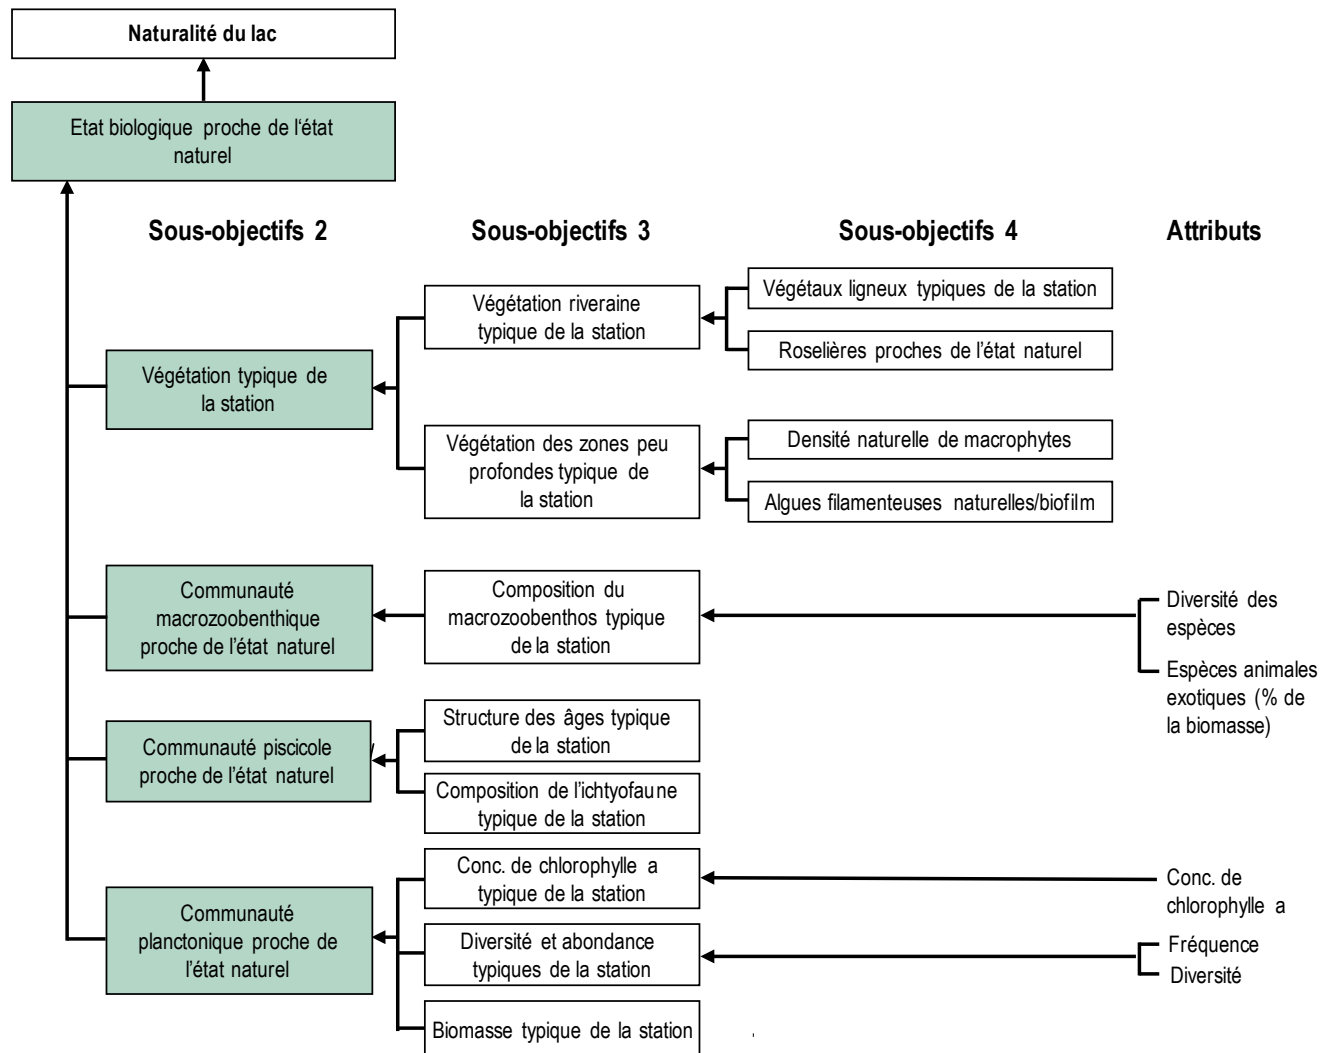 Naturalité du lac
Etat biologique proche de l‘état
naturel
Sous-objectifs 2
Sous-objectifs 3
Sous-objectifs 4
Attributs
Végétation typique de
la station
Végétation riveraine
typique de la station
Végétaux ligneux typiques de la station
Roselières proches de l’état naturel
Végétation des zones peu
profondes typique de
la station
Densité naturelle de macrophytes
Algues filamenteuses naturelles/biofilm
Communauté
macrozoobenthique
proche de l’état naturel
Composition du
macrozoobenthos typique
de la station
Diversité des
espèces
Espèces animales
exotiques (% de
la biomasse)
Communauté piscicole
proche de l’état naturel
Structure des âges typique
de la station
Composition de l’ichtyofaune
typique de la station
Communauté
planctonique proche de
l’état naturel
Conc. de chlorophylle a
typique de la station
Conc. de
chlorophylle a
Diversité et abondance
typiques de la station
Fréquence
Diversité
Biomasse typique de la station